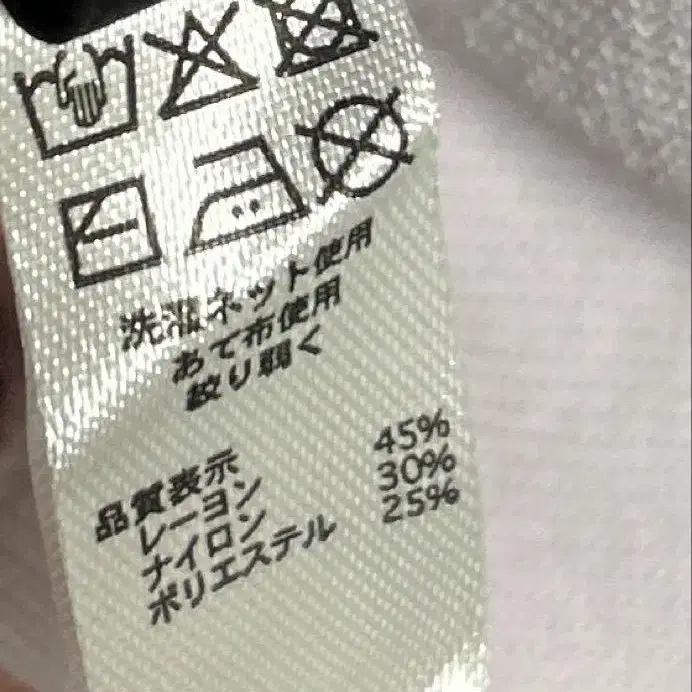 洗濯ネット使用
あて布使用
絞り弱く
品質表示
レーヨン 45%
ナイロン 30%
ポリエステル 25%